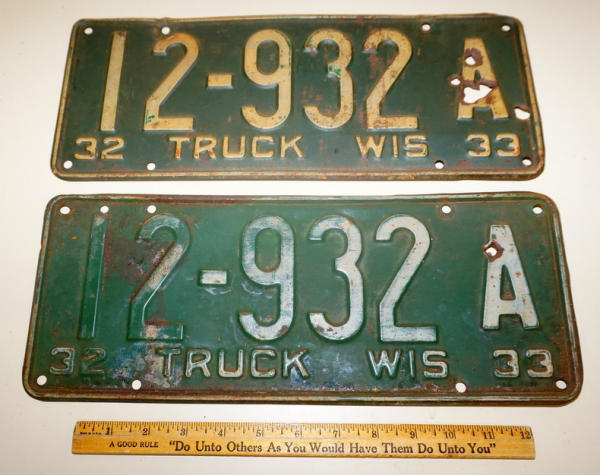 12-932 A
32 TRUCK WIS 33
12-932 A
32 TRUCK WIS 33
1 2 3 4 5 6 7 8 9 10 11 12
A GOOD RULE "Do Unto Others As You Would Have Them Do Unto You"